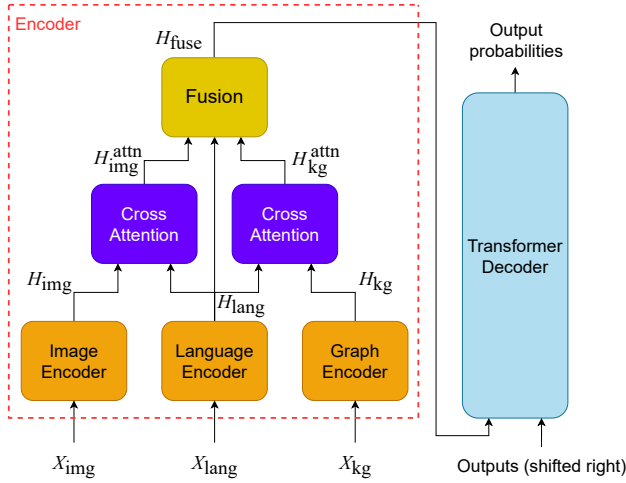 Encoder
H_fuse
Output
probabilities
Fusion
H_img^attn
H_kg^attn
Cross
Attention
Cross
Attention
Transformer
Decoder
H_img
H_lang
H_kg
Image
Encoder
Language
Encoder
Graph
Encoder
X_img
X_lang
X_kg
Outputs (shifted right)